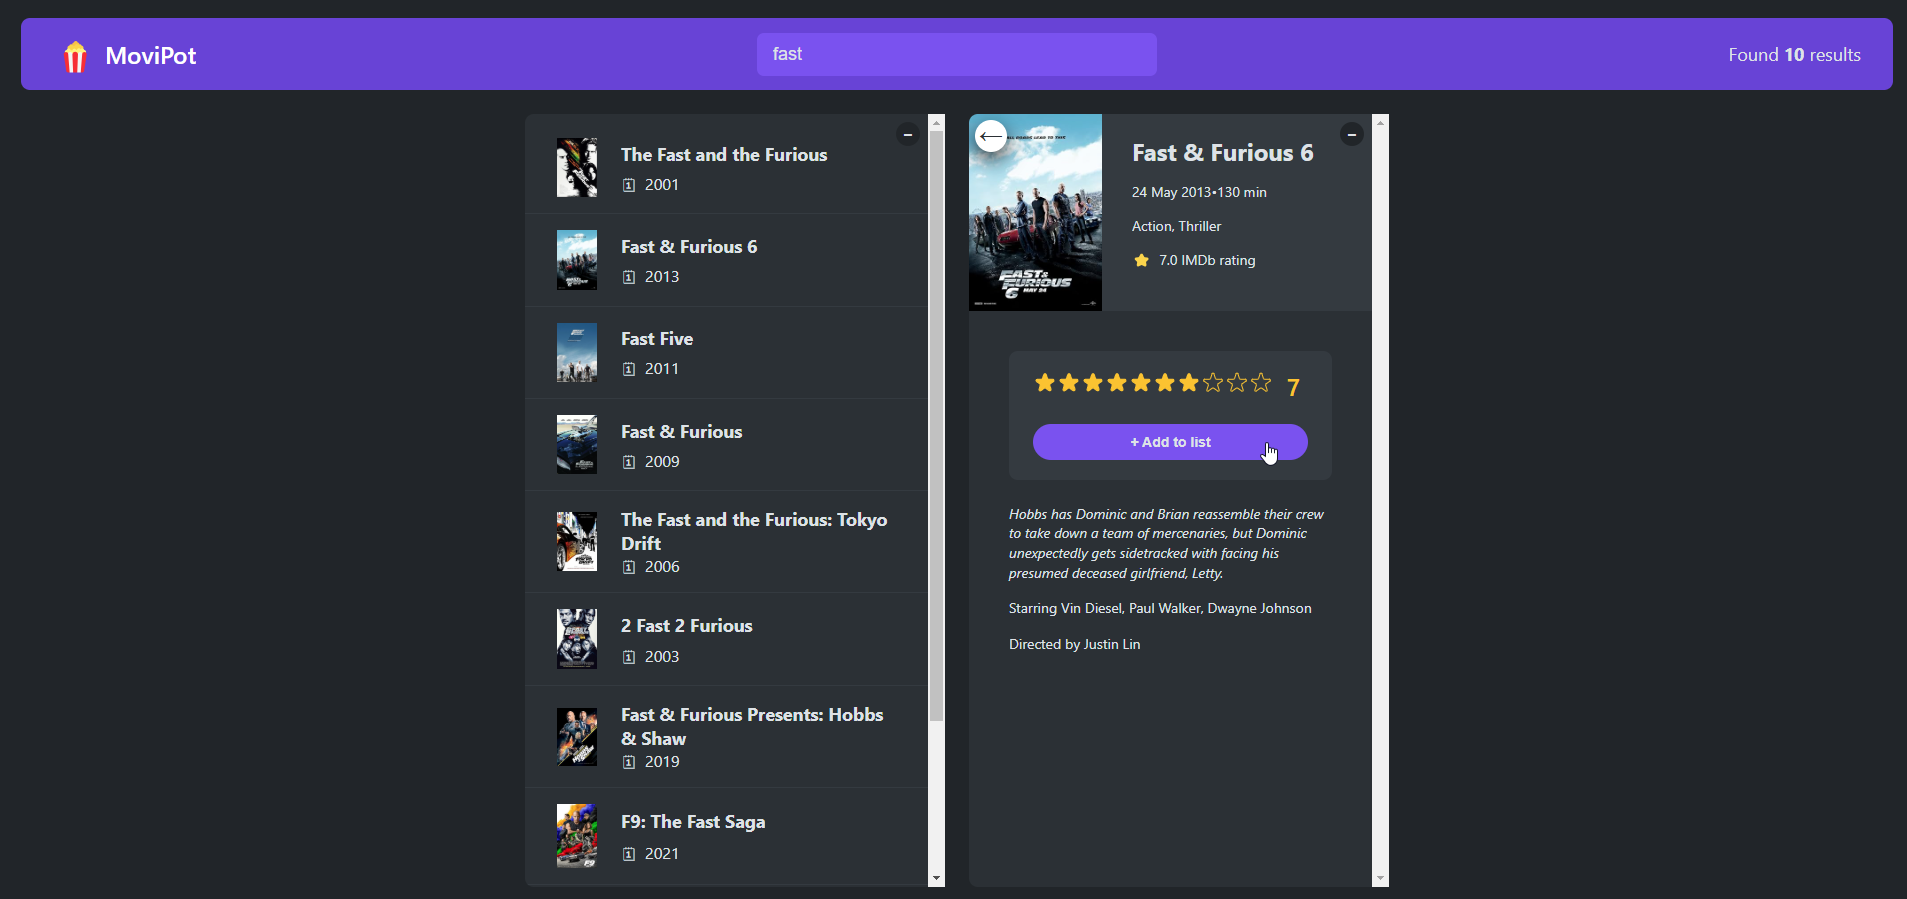 MoviPot
fast
Found 10 results
The Fast and the Furious
2001
Fast & Furious 6
2013
Fast Five
2011
Fast & Furious
2009
The Fast and the Furious: Tokyo
Drift
2006
2 Fast 2 Furious
2003
Fast & Furious Presents: Hobbs
& Shaw
2019
F9: The Fast Saga
2021
FAST &
FURIOUS
6 MAY 24
Fast & Furious 6
24 May 2013•130 min
Action, Thriller
7.0 IMDb rating
7
+ Add to list
Hobbs has Dominic and Brian reassemble their crew
to take down a team of mercenaries, but Dominic
unexpectedly gets sidetracked with facing his
presumed deceased girlfriend, Letty.
Starring Vin Diesel, Paul Walker, Dwayne Johnson
Directed by Justin Lin